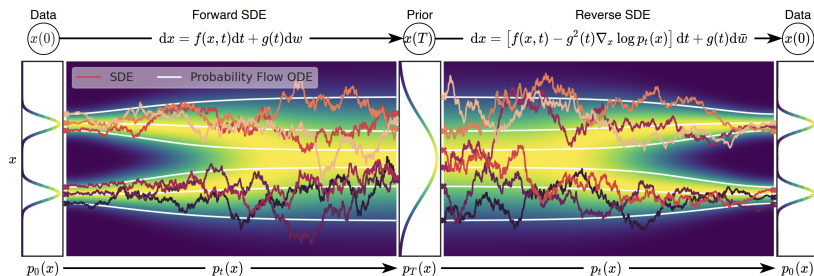 Data Forward SDE Prior Reverse SDE Data
x(0) dx = f(x, t)dt + g(t)dw x(T) dx = [f(x, t) − g²(t)∇ₓ log pₜ(x)] dt + g(t)dw̄ x(0)
SDE Probability Flow ODE
x
p₀(x) pₜ(x) p_T(x) pₜ(x) p₀(x)